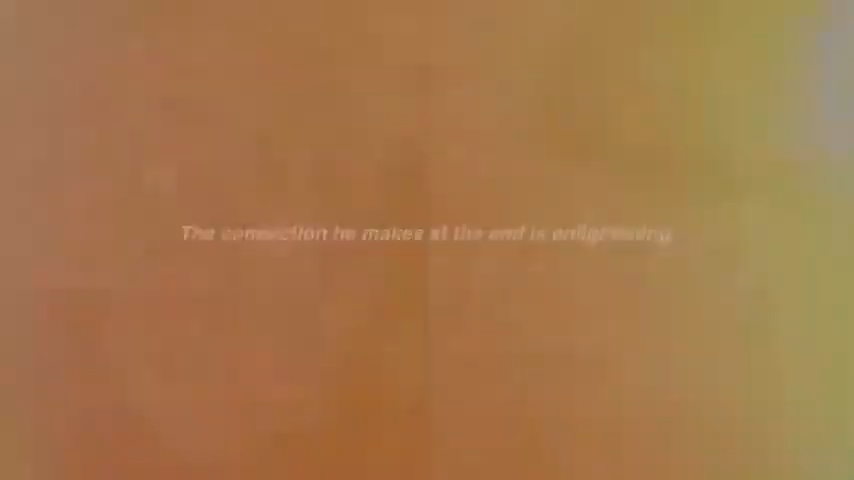 The connection he makes at the end is enlightening.